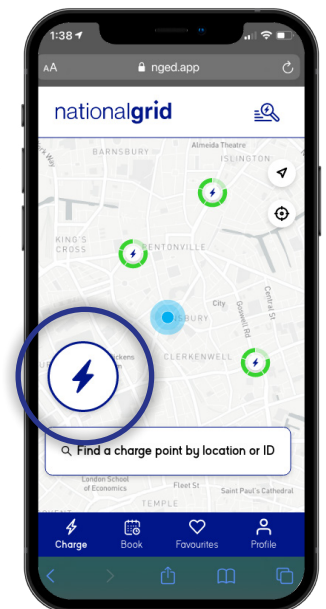 1:38
AA
nged.app
nationalgrid
Almeida Theatre
BARNSBURY
ISLINGTON
KING'S
CROSS
PENTONVILLE
City
Goswell Rd
Central St
CLERKENWELL
Find a charge point by location or ID
London School
of Economics
Fleet St
Saint Paul's Cathedral
TEMPLE
Charge
Book
Favourites
Profile